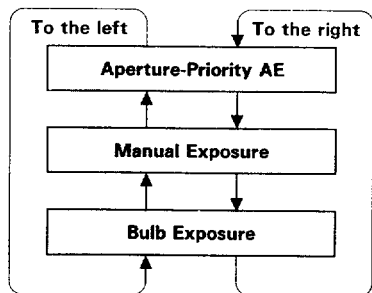 To the left
To the right
Aperture-Priority AE
Manual Exposure
Bulb Exposure